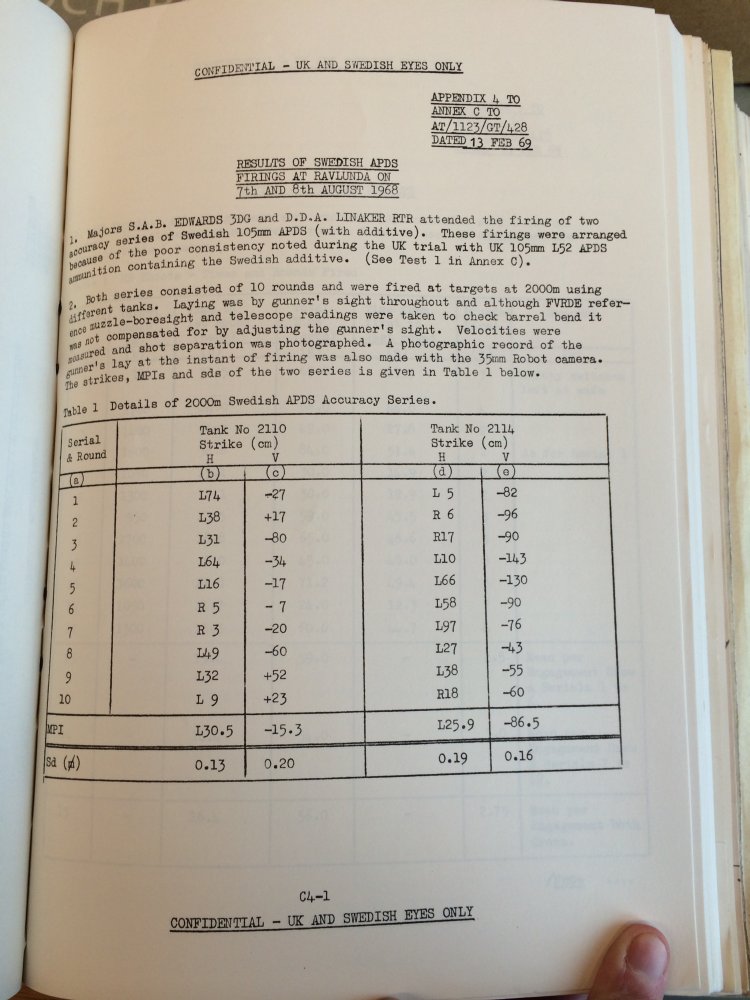 CONFIDENTIAL - UK AND SWEDISH EYES ONLY
APPENDIX 4 TO
ANNEX C TO
AT/1123/GT/428
DATED 13 FEB 69
RESULTS OF SWEDISH APDS
FIRINGS AT RAVLUNDA ON
7th AND 8th AUGUST 1968
1. Majors S.A.B. EDWARDS 3DG and D.D.A. LINAKER RTR attended the firing of two
accuracy series of Swedish 105mm APDS (with additive). These firings were arranged
because of the poor consistency noted during the UK trial with UK 105mm L52 APDS
ammunition containing the Swedish additive. (See Test 1 in Annex C).
2. Both series consisted of 10 rounds and were fired at targets at 2000m using
different tanks. Laying was by gunner's sight throughout and although FVRDE refer-
ence muzzle-boresight and telescope readings were taken to check barrel bend it
was not compensated for by adjusting the gunner's sight. Velocities were
measured and shot separation was photographed. A photographic record of the
gunner's lay at the instant of firing was also made with the 35mm Robot camera.
The strikes, MPIs and sds of the two series is given in Table 1 below.
Table 1 Details of 2000m Swedish APDS Accuracy Series.
Serial & Round Tank No 2110 Strike (cm) Tank No 2114 Strike (cm)
H V H V
(a) (b) (c) (d) (e)
1 L74 -27 L 5 -82
2 L38 +17 R 6 -96
3 L31 -80 R17 -90
4 L64 -34 L10 -143
5 L16 -17 L66 -130
6 R 5 - 7 L58 -90
7 R 3 -20 L97 -76
8 L49 -60 L27 -43
9 L32 +52 L38 -55
10 L 9 +23 R18 -60
MPI L30.5 -15.3 L25.9 -86.5
Sd (ɱ) 0.13 0.20 0.19 0.16
C4-1
CONFIDENTIAL - UK AND SWEDISH EYES ONLY